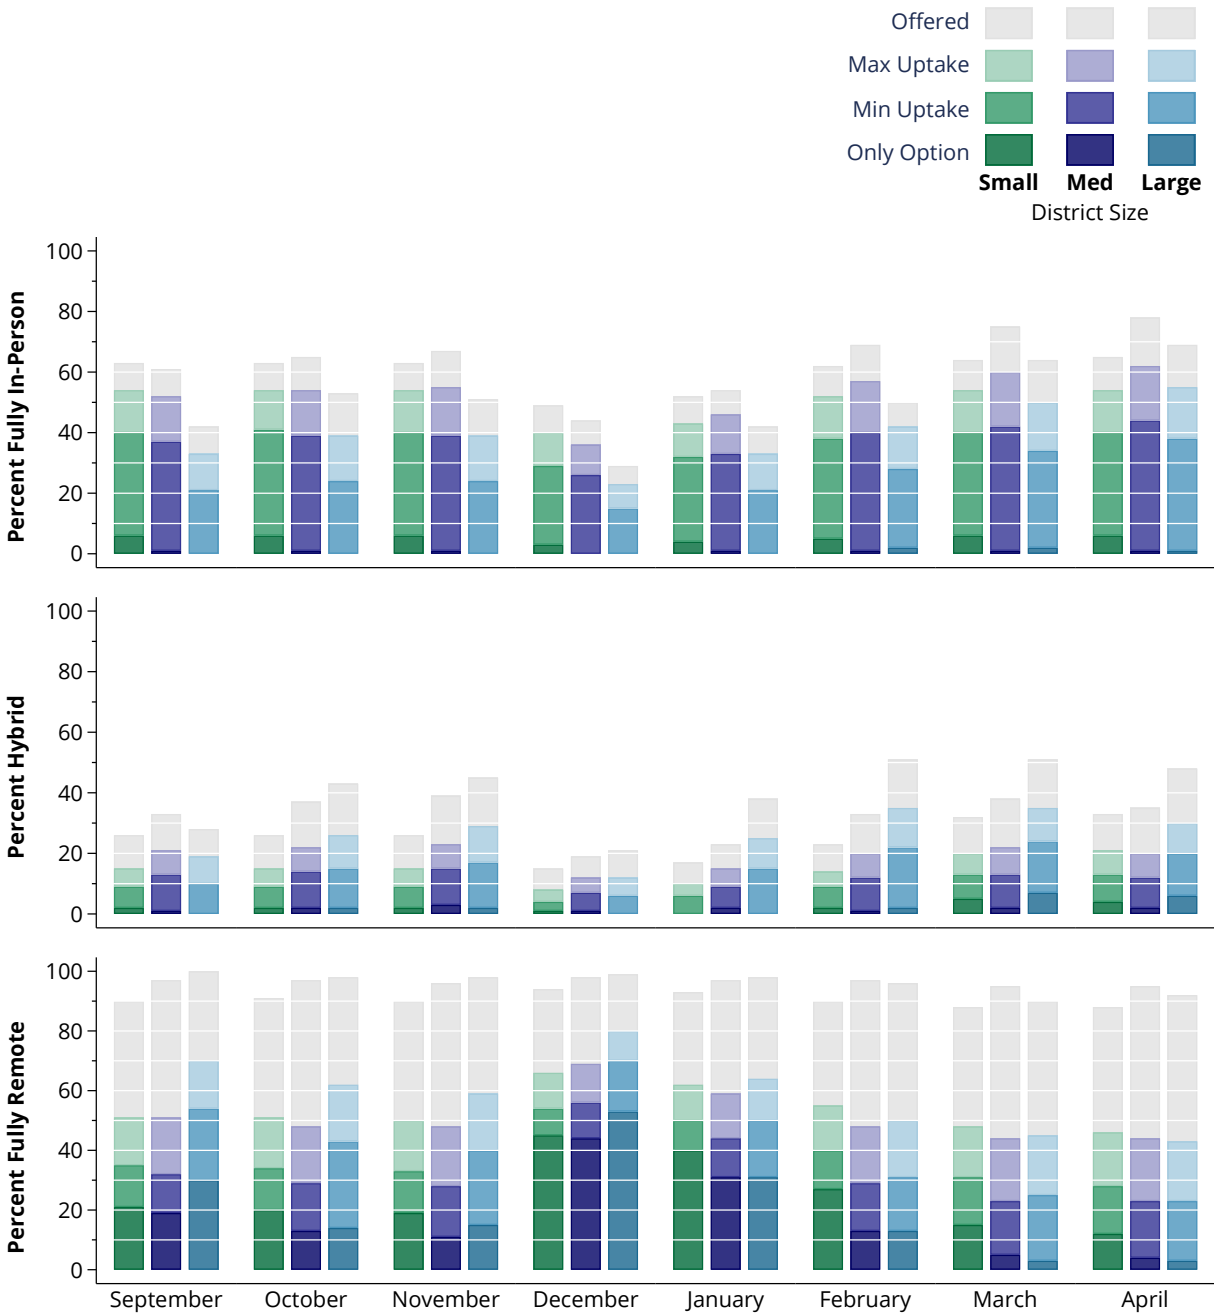 Offered
Max Uptake
Min Uptake
Only Option
Small Med Large
District Size
Percent Fully In-Person
100
80
60
40
20
0
Percent Hybrid
100
80
60
40
20
0
Percent Fully Remote
100
80
60
40
20
0
September October November December January February March April